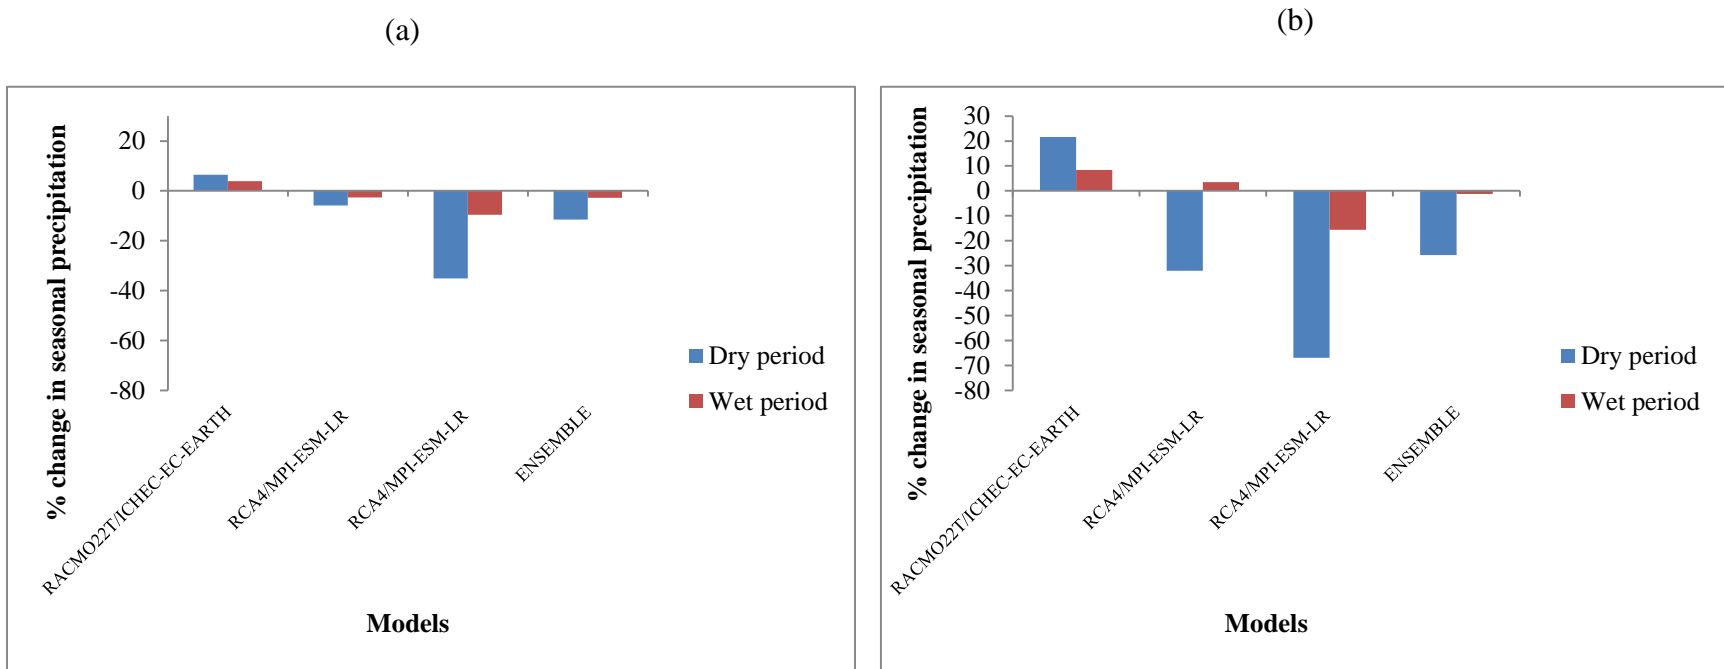 (a)
% change in seasonal precipitation
20
0
-20
-40
-60
-80
RACMO22T/ICHEC-EC-EARTH
RCA4/MPI-ESM-LR
RCA4/MPI-ESM-LR
ENSEMBLE
Models
Dry period
Wet period
(b)
% change in seasonal precipitation
30
20
10
0
-10
-20
-30
-40
-50
-60
-70
-80
RACMO22T/ICHEC-EC-EARTH
RCA4/MPI-ESM-LR
RCA4/MPI-ESM-LR
ENSEMBLE
Models
Dry period
Wet period